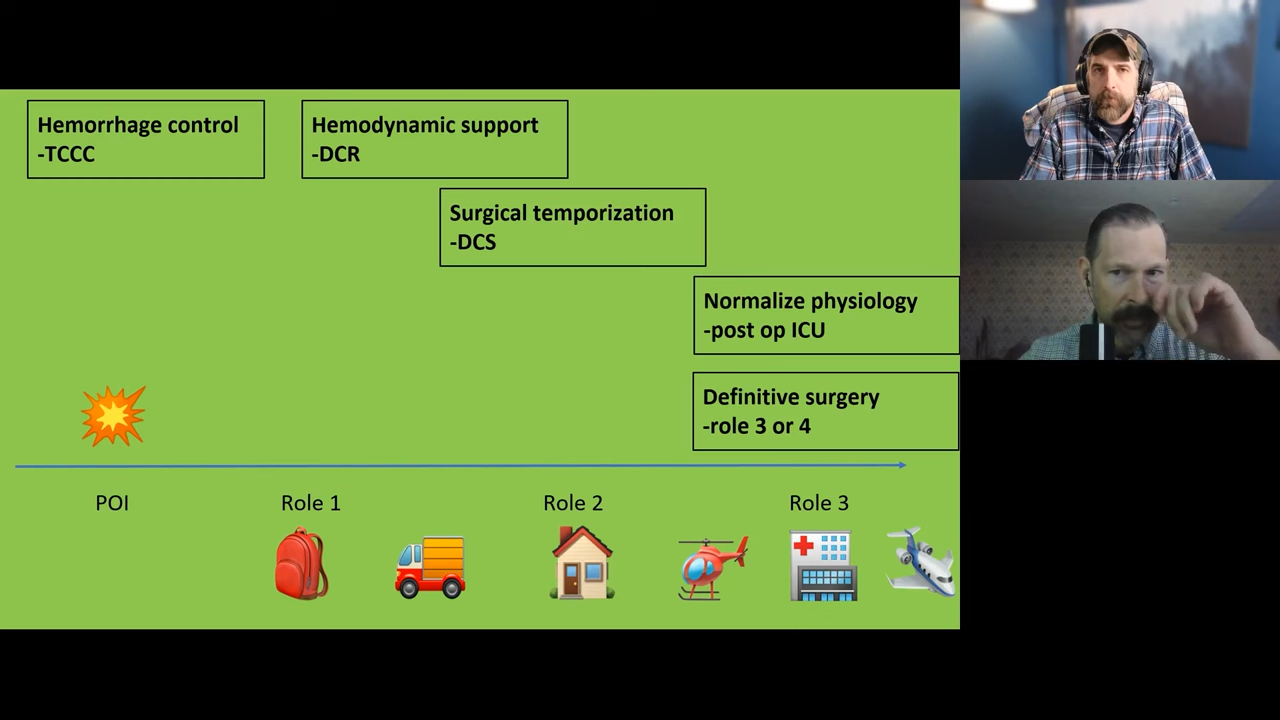 Hemorrhage control
-TCCC
Hemodynamic support
-DCR
Surgical temporization
-DCS
Normalize physiology
-post op ICU
Definitive surgery
-role 3 or 4
POI
Role 1
Role 2
Role 3